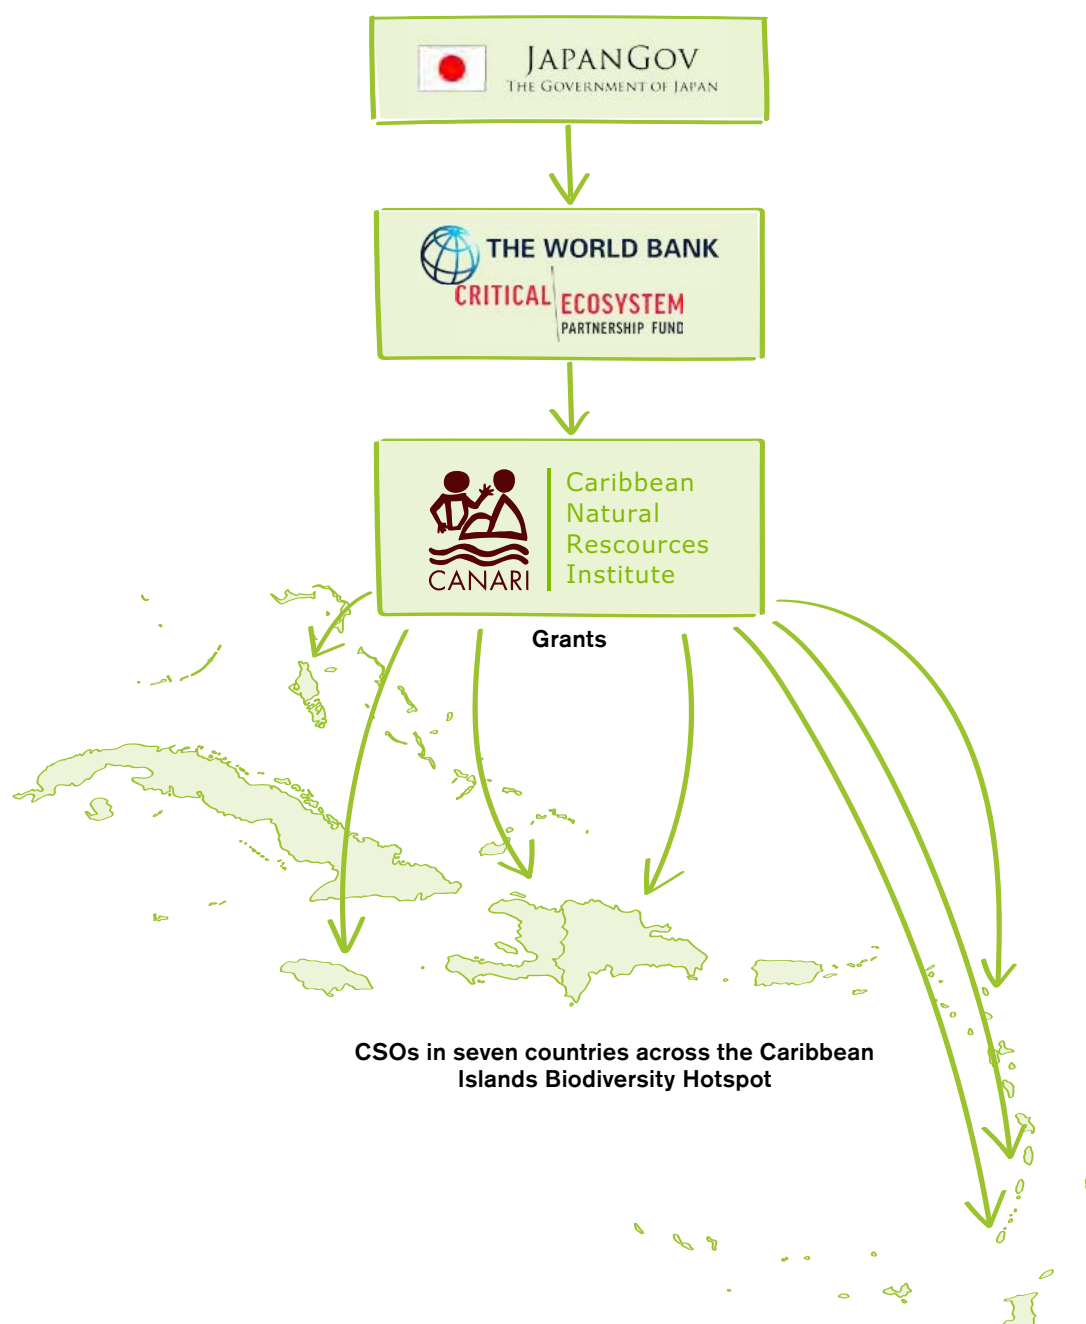 JAPANGOV
THE GOVERNMENT OF JAPAN
THE WORLD BANK
CRITICAL ECOSYSTEM
PARTNERSHIP FUND
CANARI
Caribbean
Natural
Rescources
Institute
Grants
CSOs in seven countries across the Caribbean
Islands Biodiversity Hotspot